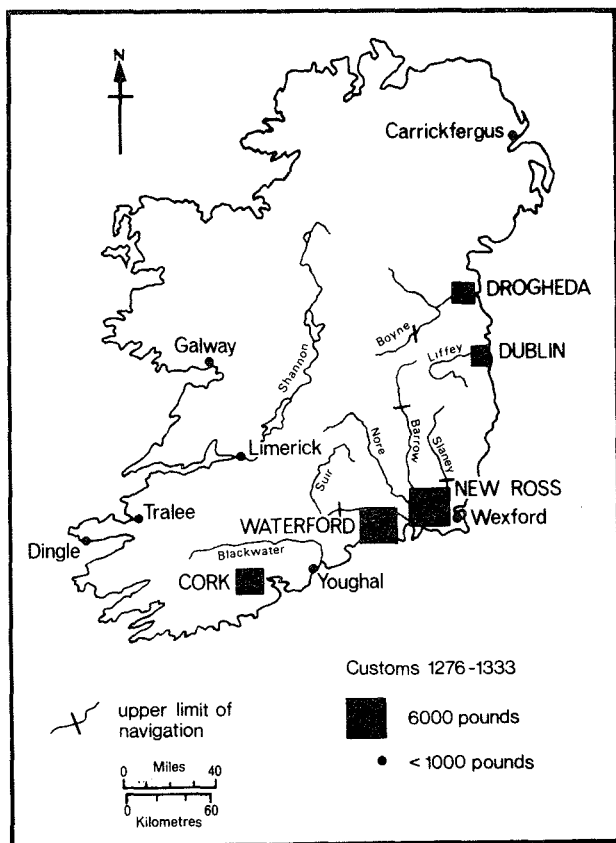 N
Carrickfergus
DROGHEDA
Boyne
Liffey
DUBLIN
Galway
Shannon
Limerick
Nore
Barrow
Slaney
Suir
NEW ROSS
Tralee
WATERFORD
Wexford
Dingle
Blackwater
CORK
Youghal
Customs 1276-1333
upper limit of
navigation
6000 pounds
< 1000 pounds
Miles
0 40
0 60
Kilometres